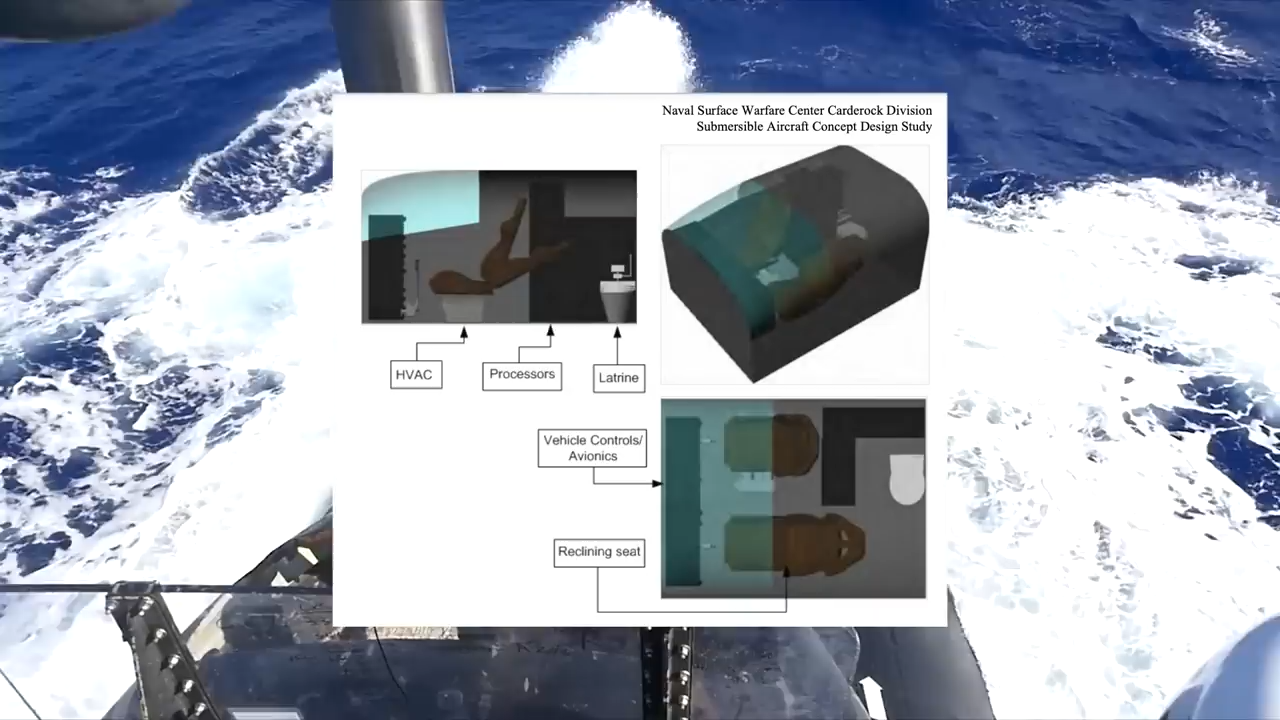 Naval Surface Warfare Center Carderock Division
Submersible Aircraft Concept Design Study
HVAC
Processors
Latrine
Vehicle Controls/
Avionics
Reclining seat